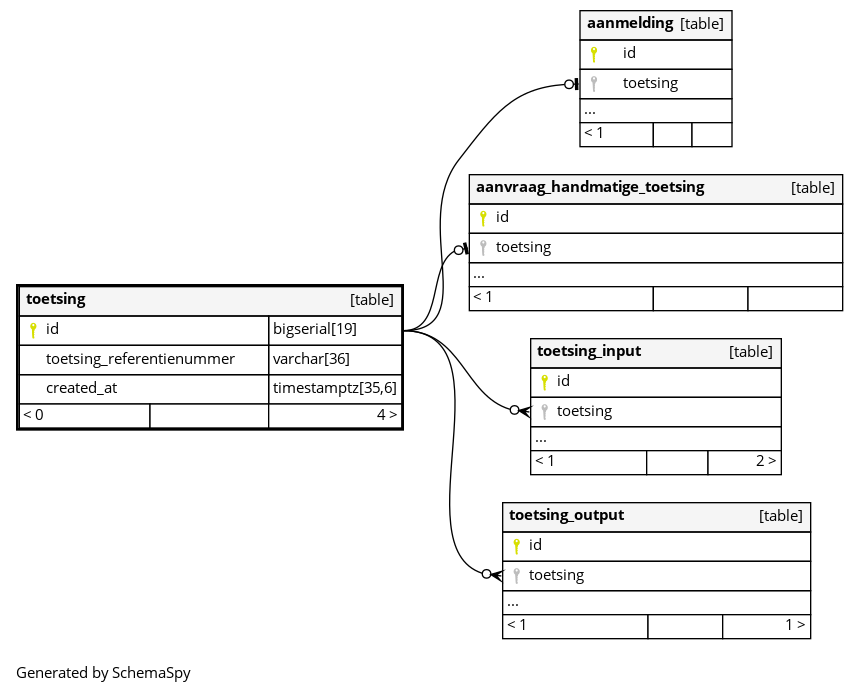 aanmelding [table]
id
toetsing
...
< 1
aanvraag_handmatige_toetsing [table]
id
toetsing
...
< 1
toetsing [table]
id bigserial[19]
toetsing_referentienummer varchar[36]
created_at timestamptz[35,6]
< 0 4 >
toetsing_input [table]
id
toetsing
...
< 1 2 >
toetsing_output [table]
id
toetsing
...
< 1 1 >
Generated by SchemaSpy